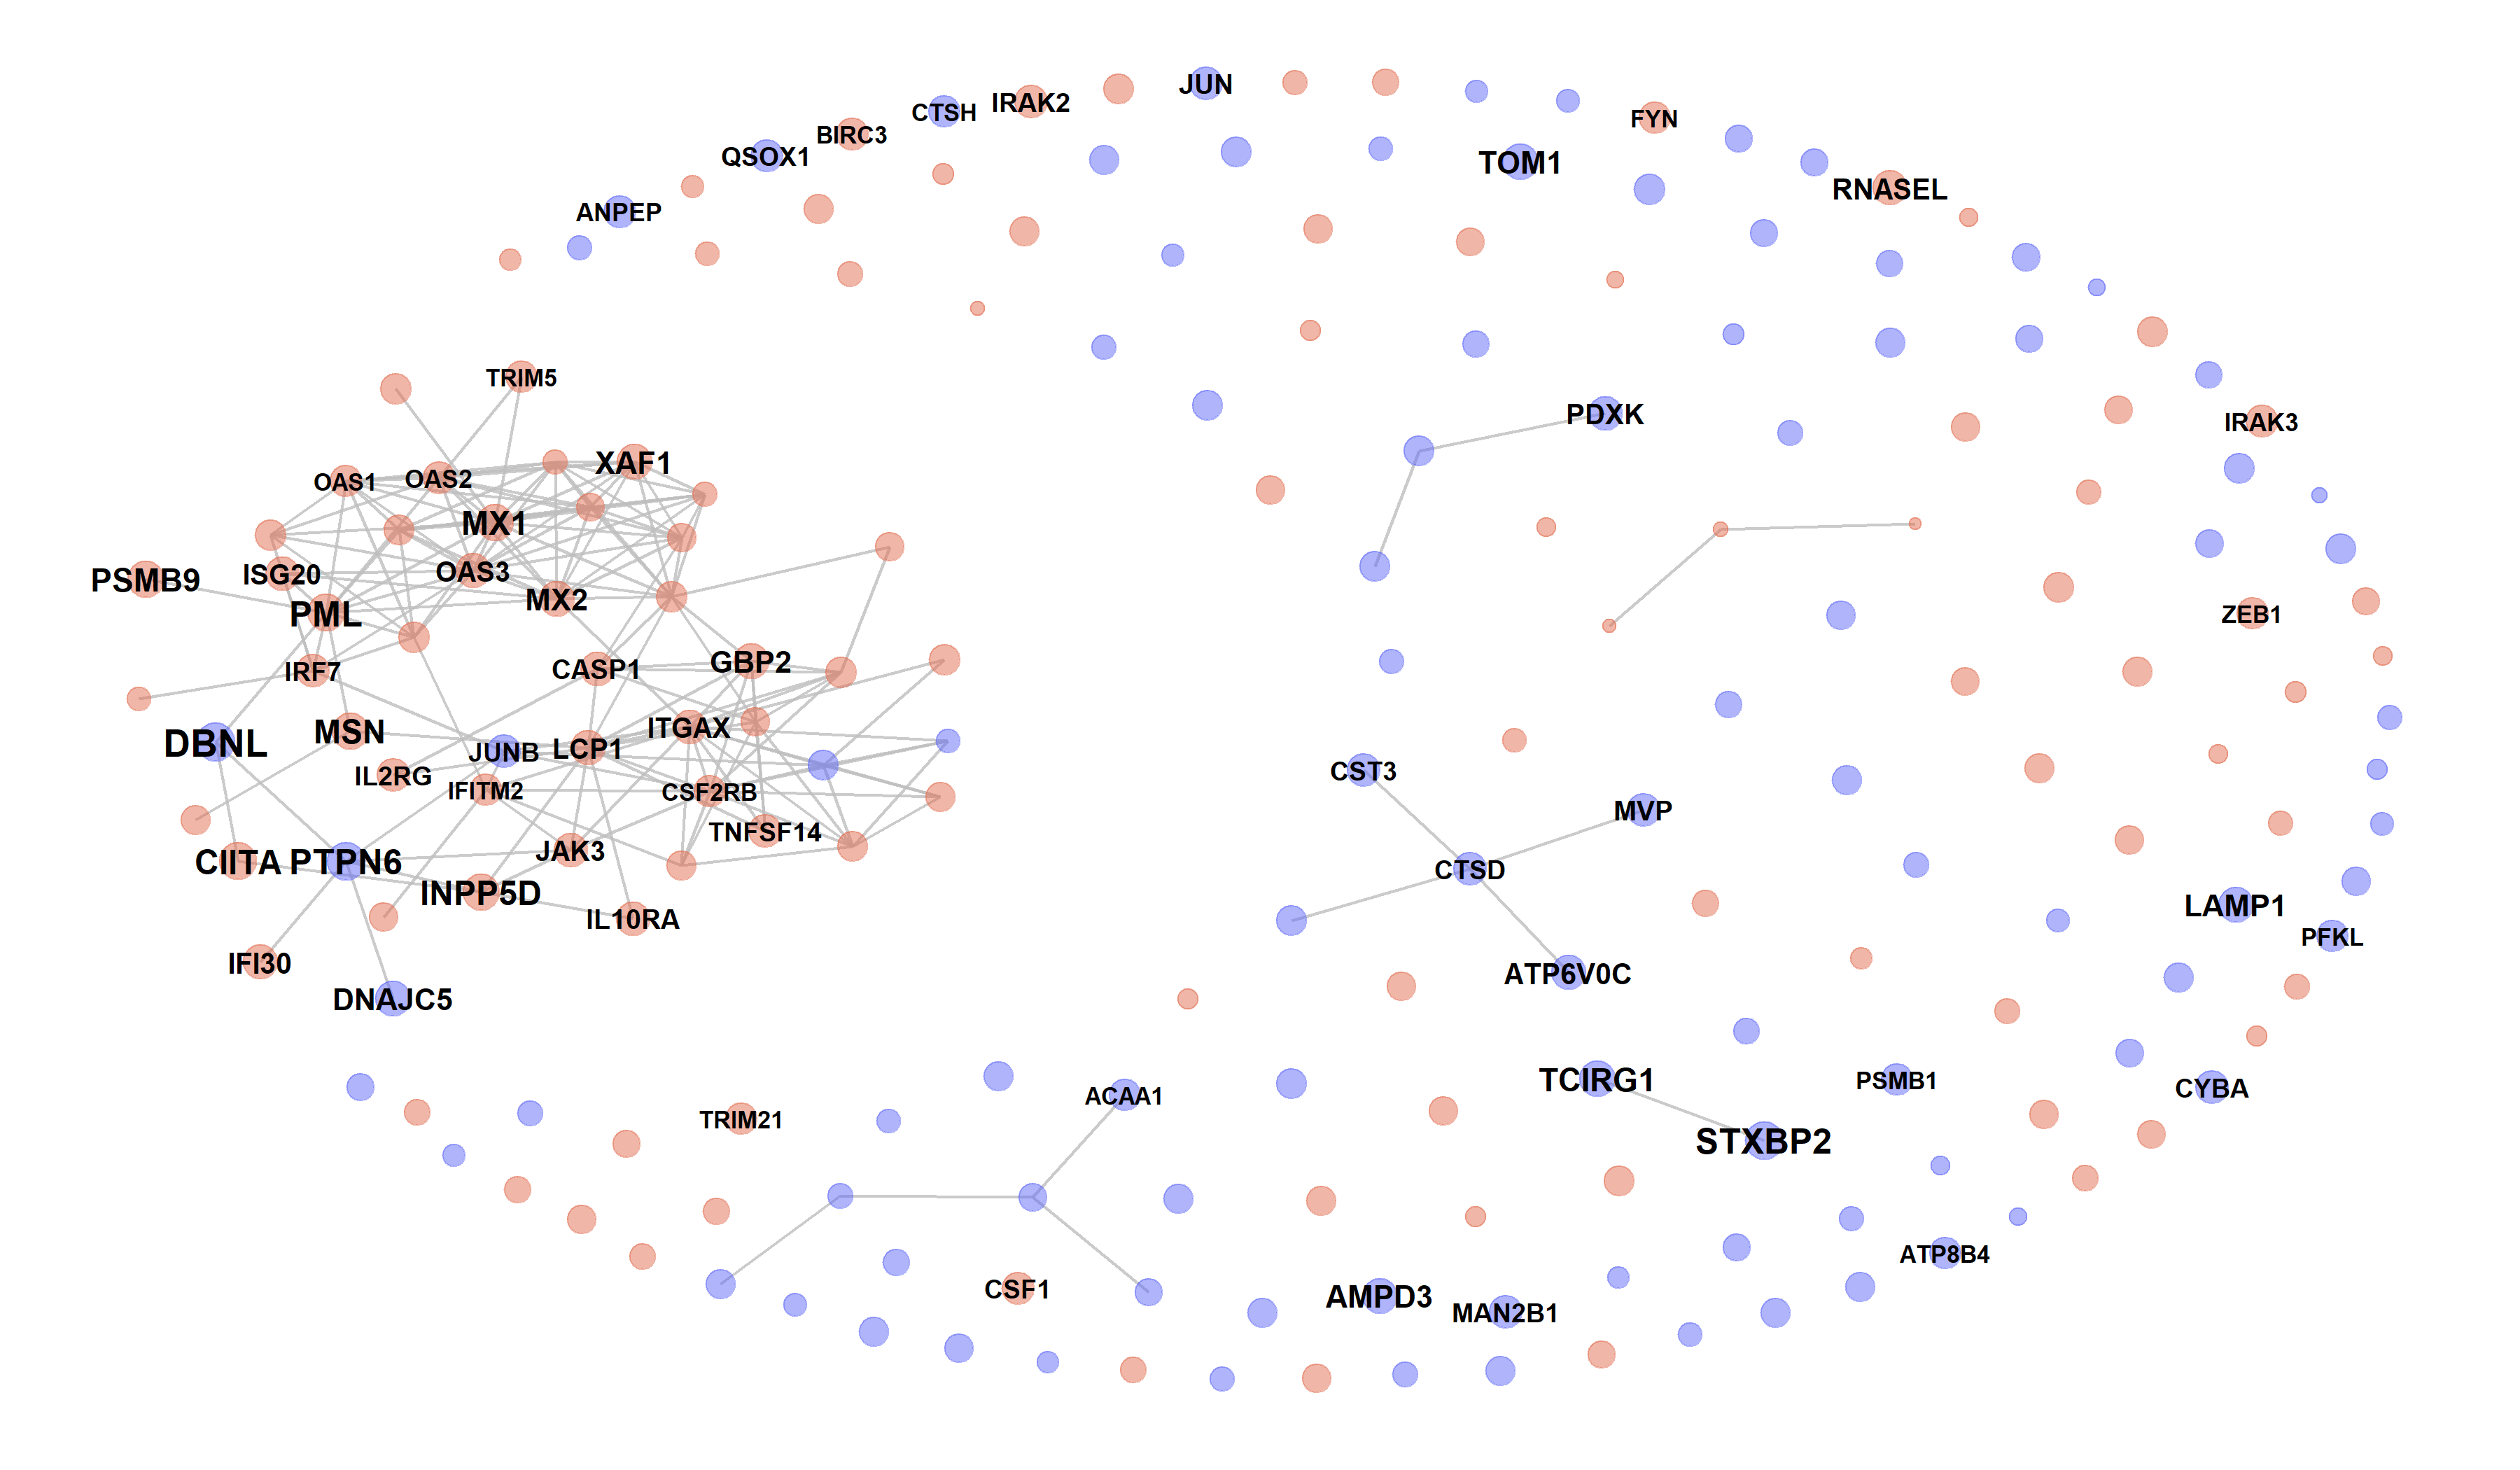 JUN
IRAK2
CTSH
FYN
BIRC3
QSOX1
TOM1
RNASEL
ANPEP
TRIM5
PDXK
IRAK3
XAF1
OAS1
OAS2
MX1
ISG20
OAS3
PSMB9
MX2
PML
ZEB1
IRF7
CASP1
GBP2
DBNL
MSN
ITGAX
JUNB
LCP1
IL2RG
CST3
IFITM2
CSF2RB
MVP
TNFSF14
CIITA
PTPN6
JAK3
CTSD
INPP5D
LAMP1
IL10RA
PFKL
IFI30
ATP6V0C
DNAJC5
TCIRG1
PSMB1
CYBA
ACAA1
TRIM21
STXBP2
ATP8B4
CSF1
AMPD3
MAN2B1